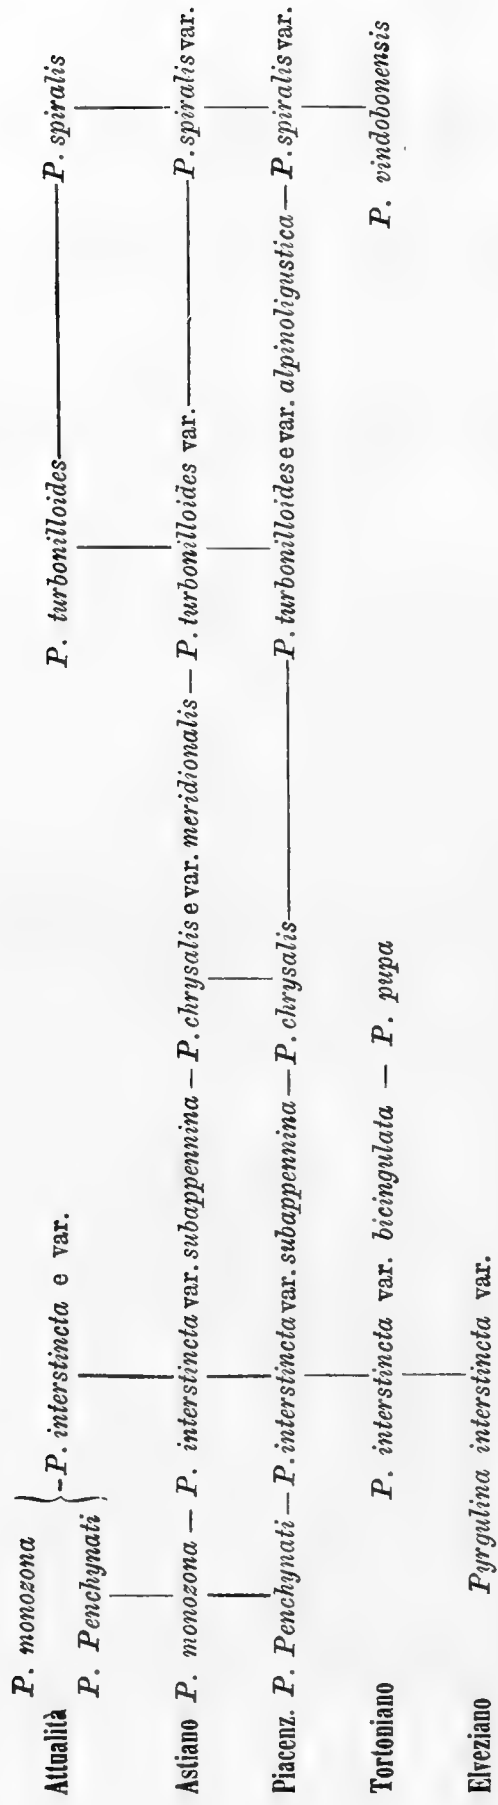 P. monozona
Attualità P. Penchynati } - P. interstincta e var. P. turbonilloides — P. spiralis
Astiano P. monozona — P. interstincta var. subappennina — P. chrysalis e var. meridionalis — P. turbonilloides var. — P. spiralis var.
Piacenz. P. Penchynati — P. interstincta var. subappennina — P. chrysalis — P. turbonilloides e var. alpinoligustica — P. spiralis var.
Tortoniano P. interstincta var. bicingulata — P. pupa P. vindobonensis
Elveziano Pyrgulina interstincta var.